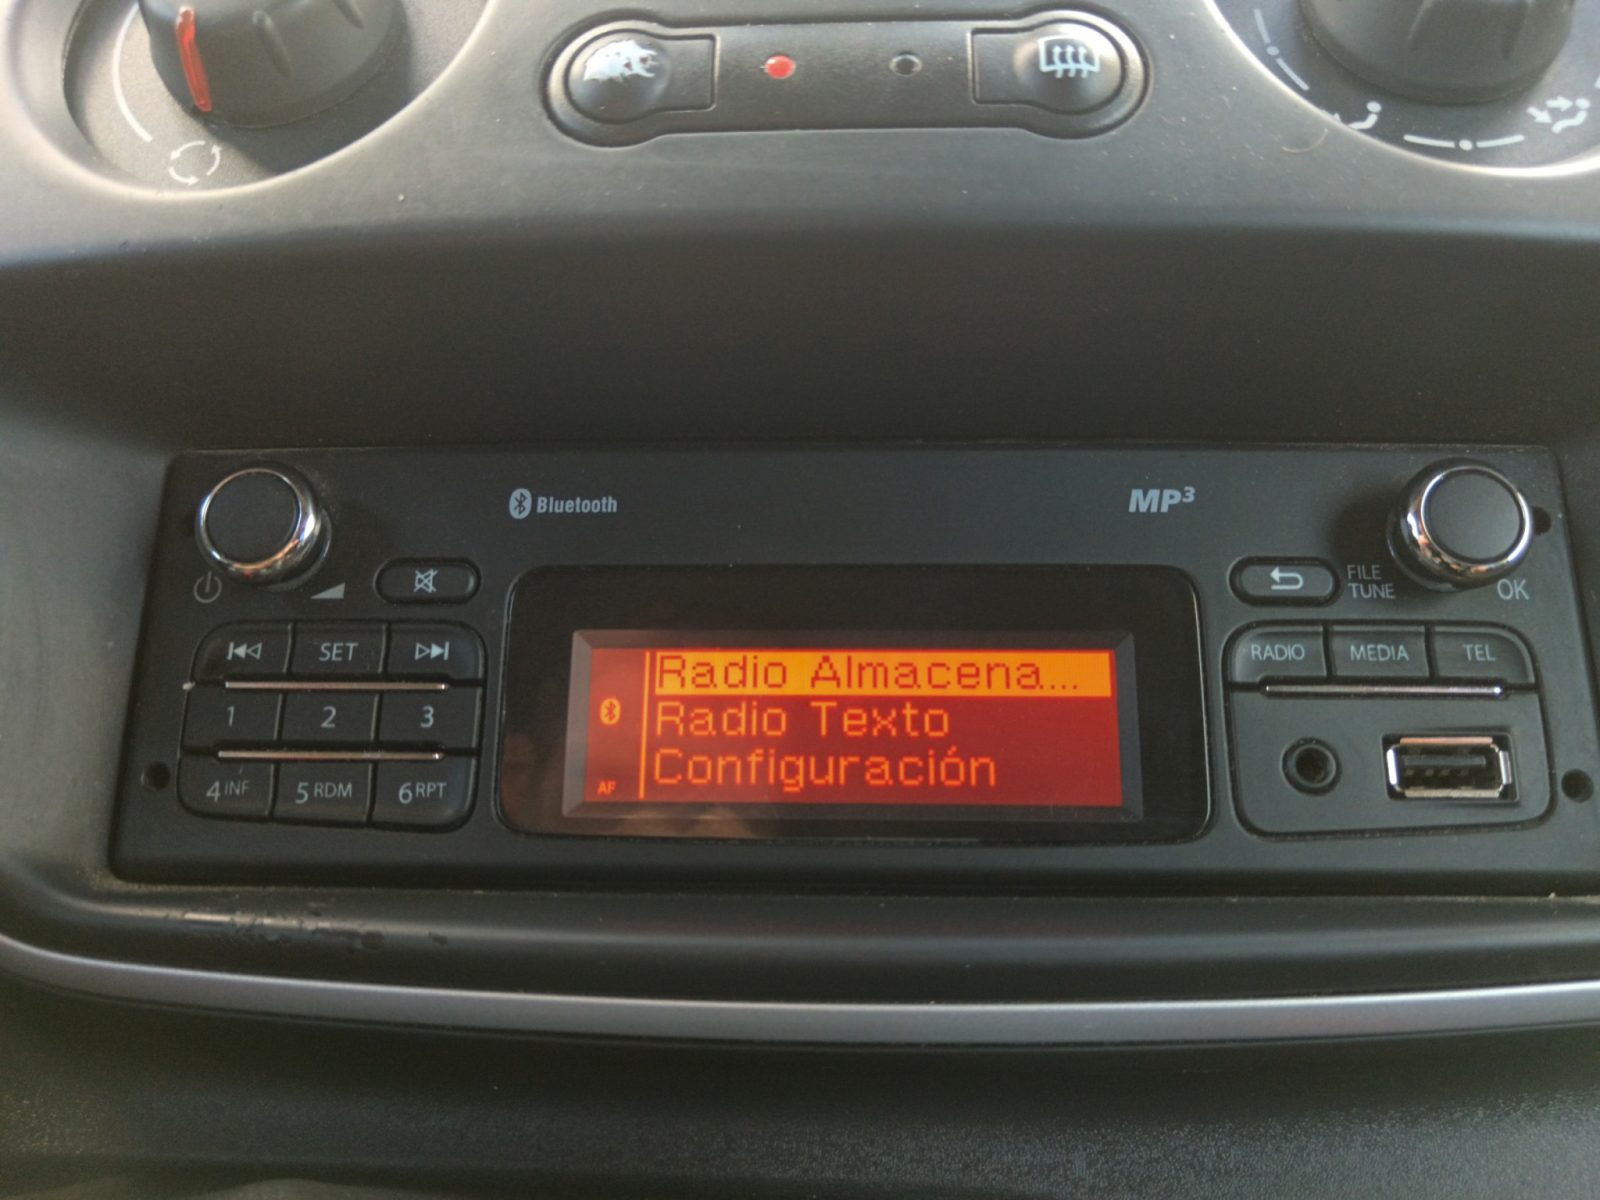 Bluetooth
MP3
FILE
TUNE
OK
SET
RADIO
MEDIA
TEL
1
2
3
4 INF
5 RDM
6 RPT
Radio Almacena...
Radio Texto
Configuración
AF